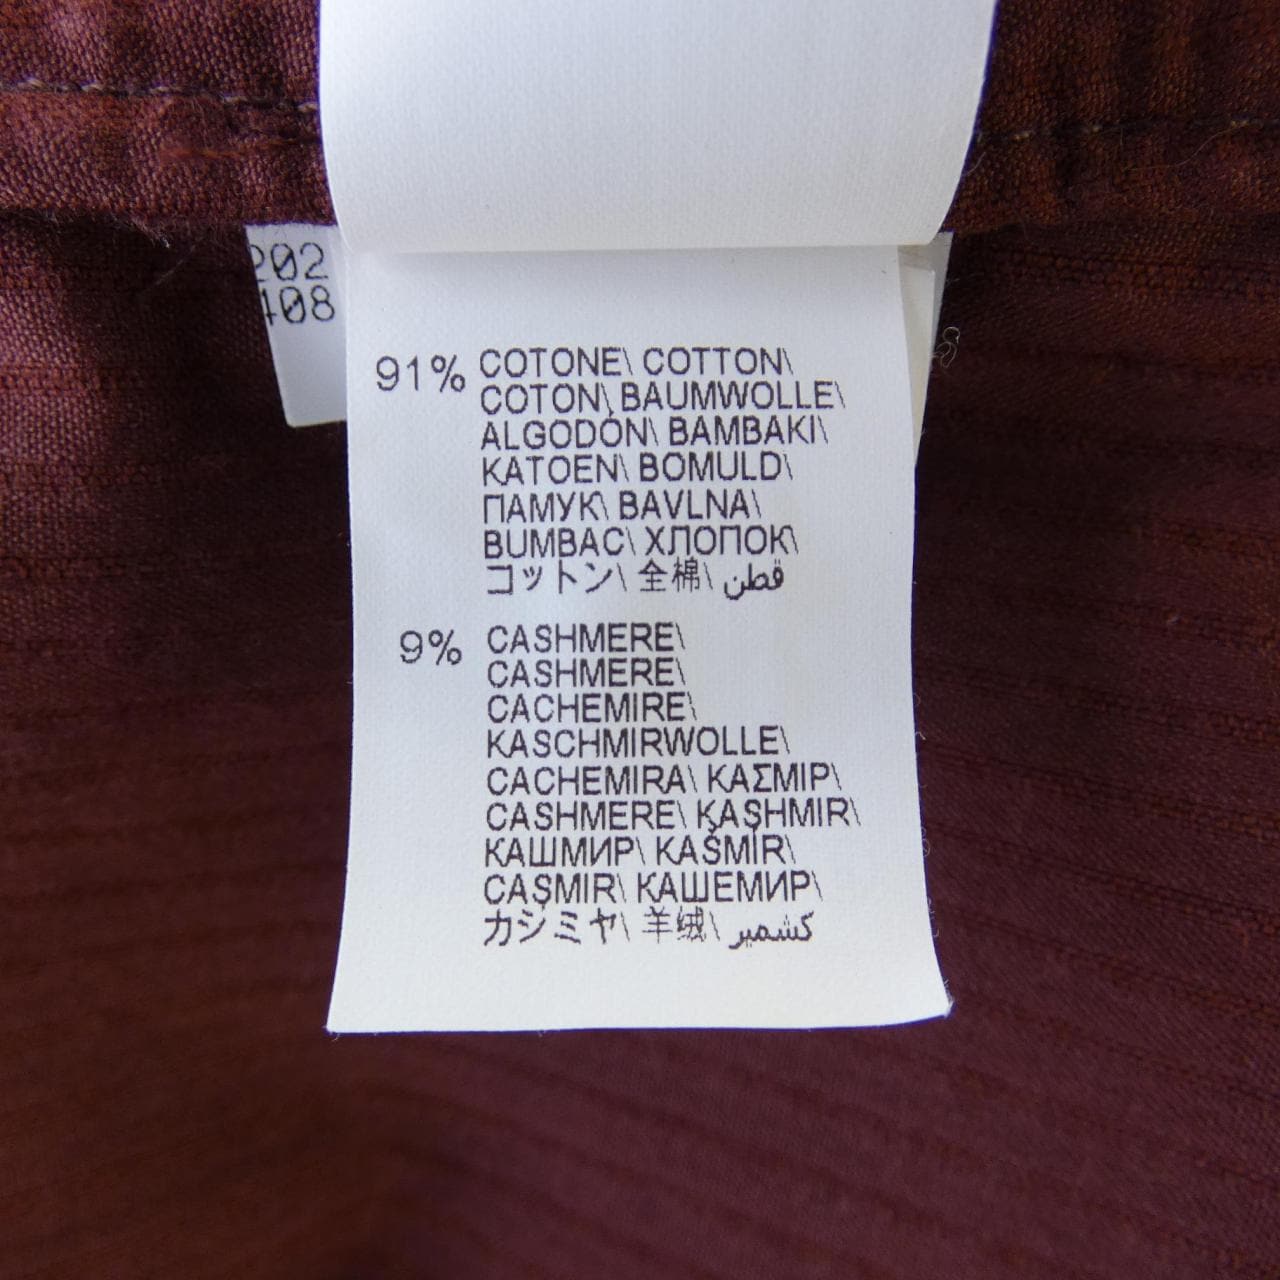 202
408
91% COTONE\ COTTON\
COTON\ BAUMWOLLE\
ALGODÓN\ BAMBAKI\
KATOEN\ BOMULD\
ПАМУК\ BAVLNA\
BUMBAC\ ХЛОПОК\
コットン\ 全棉\ قطن
9% CASHMERE\
CASHMERE\
CACHEMIRE\
KASCHMIRWOLLE\
CACHEMIRA\ ΚΑΣΜΙΡ\
CASHMERE\ KASHMIR\
КАШМИР\ KAŠMÍR\
CAŞMIR\ КАШЕМИР\
カシミヤ\ 羊绒\ كشمير